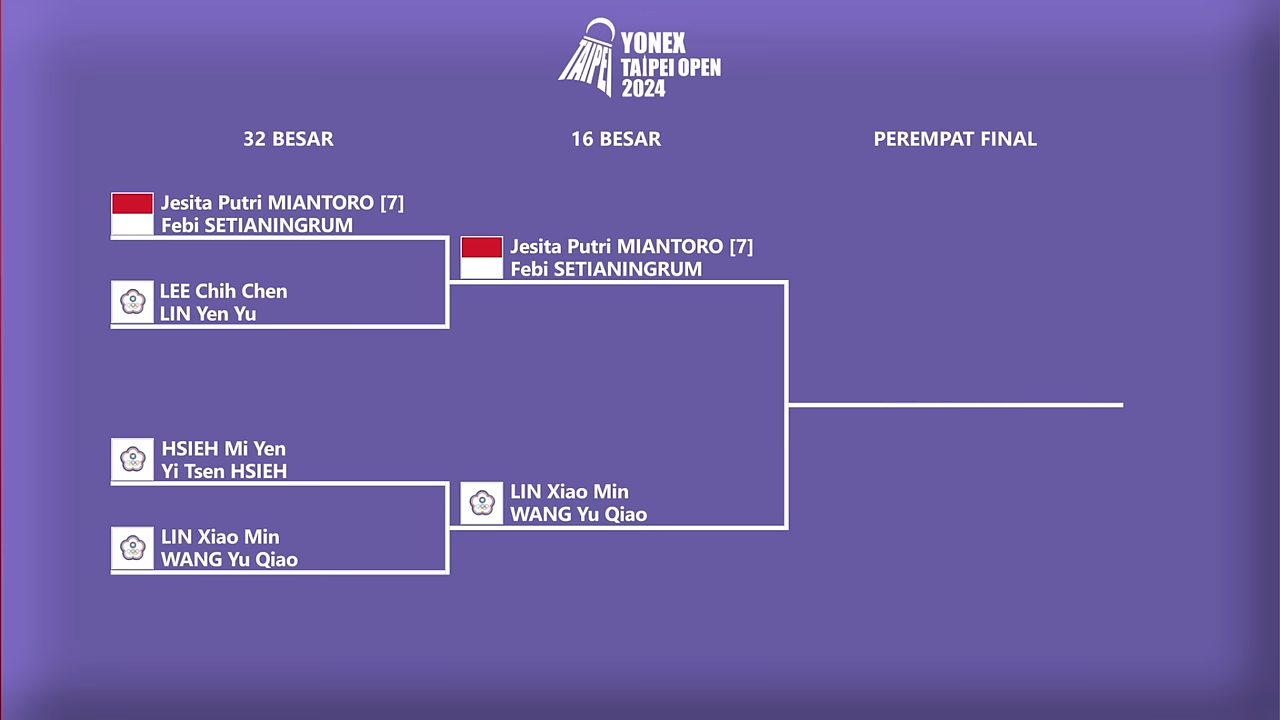 TAIPEI
YONEX
TAIPEI OPEN
2024
32 BESAR
16 BESAR
PEREMPAT FINAL
Jesita Putri MIANTORO [7]
Febi SETIANINGRUM
LEE Chih Chen
LIN Yen Yu
Jesita Putri MIANTORO [7]
Febi SETIANINGRUM
HSIEH Mi Yen
Yi Tsen HSIEH
LIN Xiao Min
WANG Yu Qiao
LIN Xiao Min
WANG Yu Qiao